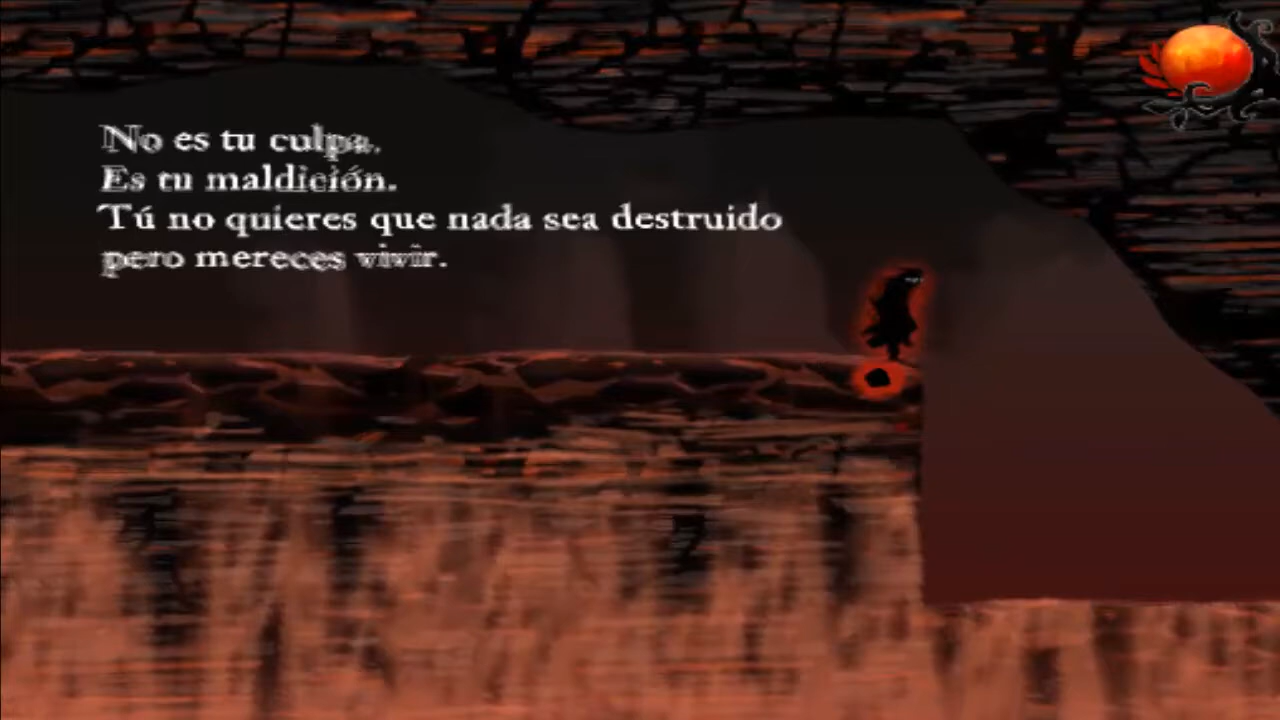 No es tu culpa.
Es tu maldición.
Tú no quieres que nada sea destruido
pero mereces vivir.